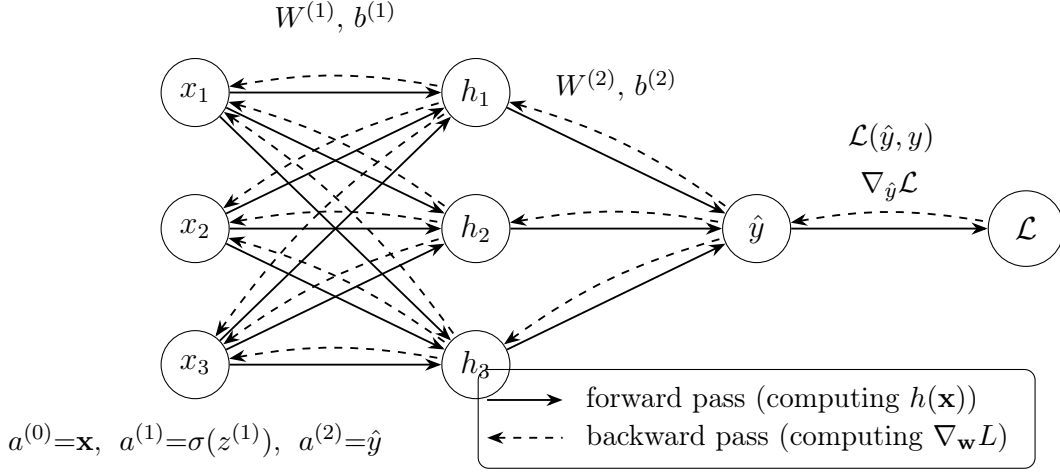 W^{(1)}, b^{(1)}
x_1
h_1
W^{(2)}, b^{(2)}
ℒ(ŷ, y)
∇_ŷ ℒ
x_2
h_2
ŷ
ℒ
x_3
h_3
forward pass (computing h(𝐱))
backward pass (computing ∇_𝐰 L)
a^{(0)}=𝐱, a^{(1)}=σ(z^{(1)}), a^{(2)}=ŷ